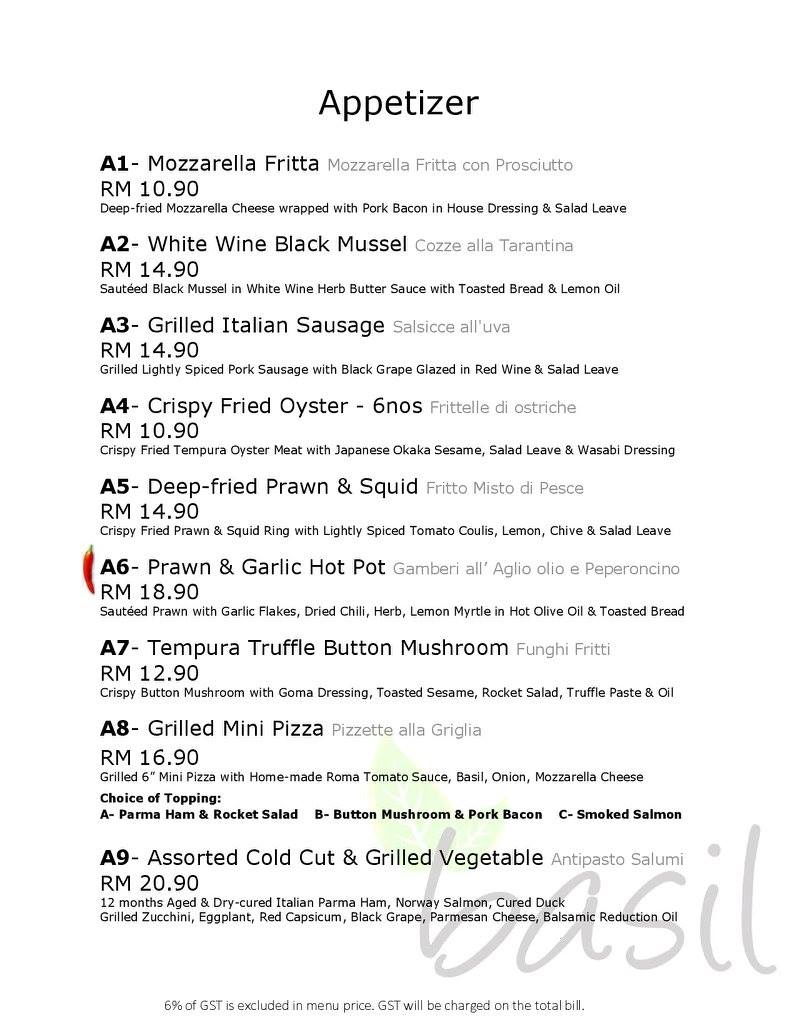 Appetizer
A1- Mozzarella Fritta Mozzarella Fritta con Prosciutto
RM 10.90
Deep-fried Mozzarella Cheese wrapped with Pork Bacon in House Dressing & Salad Leave
A2- White Wine Black Mussel Cozze alla Tarantina
RM 14.90
Sautéed Black Mussel in White Wine Herb Butter Sauce with Toasted Bread & Lemon Oil
A3- Grilled Italian Sausage Salsicce all'uva
RM 14.90
Grilled Lightly Spiced Pork Sausage with Black Grape Glazed in Red Wine & Salad Leave
A4- Crispy Fried Oyster - 6nos Frittelle di ostriche
RM 10.90
Crispy Fried Tempura Oyster Meat with Japanese Okaka Sesame, Salad Leave & Wasabi Dressing
A5- Deep-fried Prawn & Squid Fritto Misto di Pesce
RM 14.90
Crispy Fried Prawn & Squid Ring with Lightly Spiced Tomato Coulis, Lemon, Chive & Salad Leave
A6- Prawn & Garlic Hot Pot Gamberi all’ Aglio olio e Peperoncino
RM 18.90
Sautéed Prawn with Garlic Flakes, Dried Chili, Herb, Lemon Myrtle in Hot Olive Oil & Toasted Bread
A7- Tempura Truffle Button Mushroom Funghi Fritti
RM 12.90
Crispy Button Mushroom with Goma Dressing, Toasted Sesame, Rocket Salad, Truffle Paste & Oil
A8- Grilled Mini Pizza Pizzette alla Griglia
RM 16.90
Grilled 6” Mini Pizza with Home-made Roma Tomato Sauce, Basil, Onion, Mozzarella Cheese
Choice of Topping:
A- Parma Ham & Rocket Salad B- Button Mushroom & Pork Bacon C- Smoked Salmon
A9- Assorted Cold Cut & Grilled Vegetable Antipasto Salumi
RM 20.90
12 months Aged & Dry-cured Italian Parma Ham, Norway Salmon, Cured Duck
Grilled Zucchini, Eggplant, Red Capsicum, Black Grape, Parmesan Cheese, Balsamic Reduction Oil
basil
6% of GST is excluded in menu price. GST will be charged on the total bill.